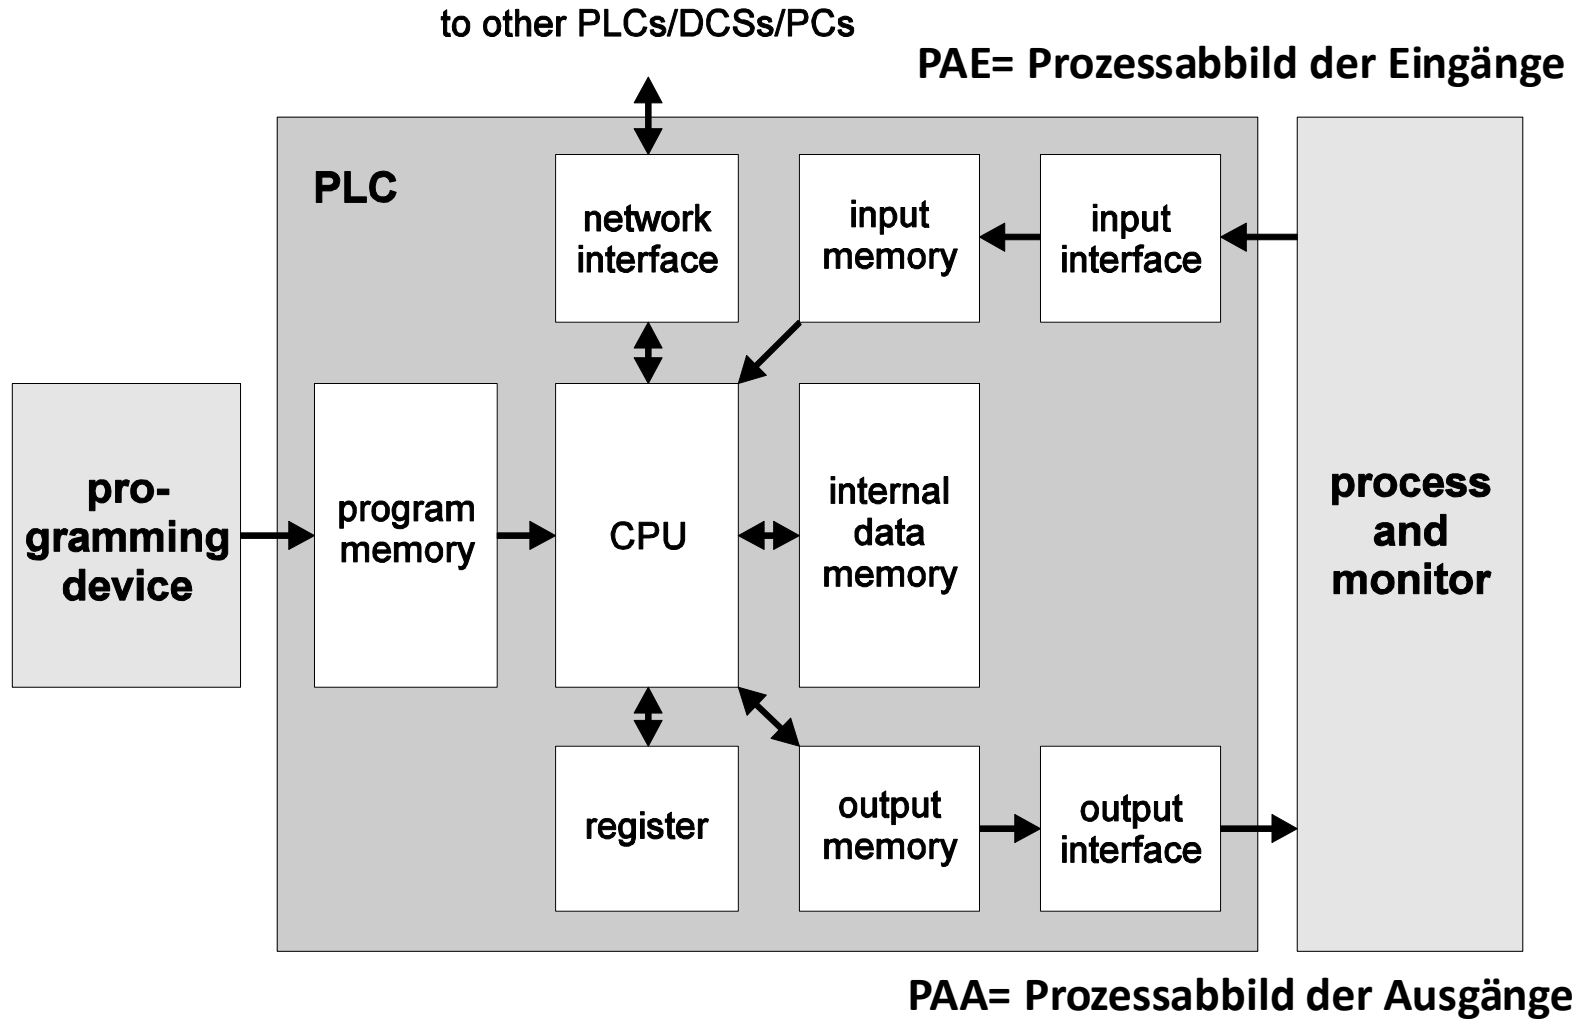 to other PLCs/DCSs/PCs
PAE= Prozessabbild der Eingänge
PLC
network
interface
input
memory
input
interface
pro-
gramming
device
program
memory
CPU
internal
data
memory
process
and
monitor
register
output
memory
output
interface
PAA= Prozessabbild der Ausgänge